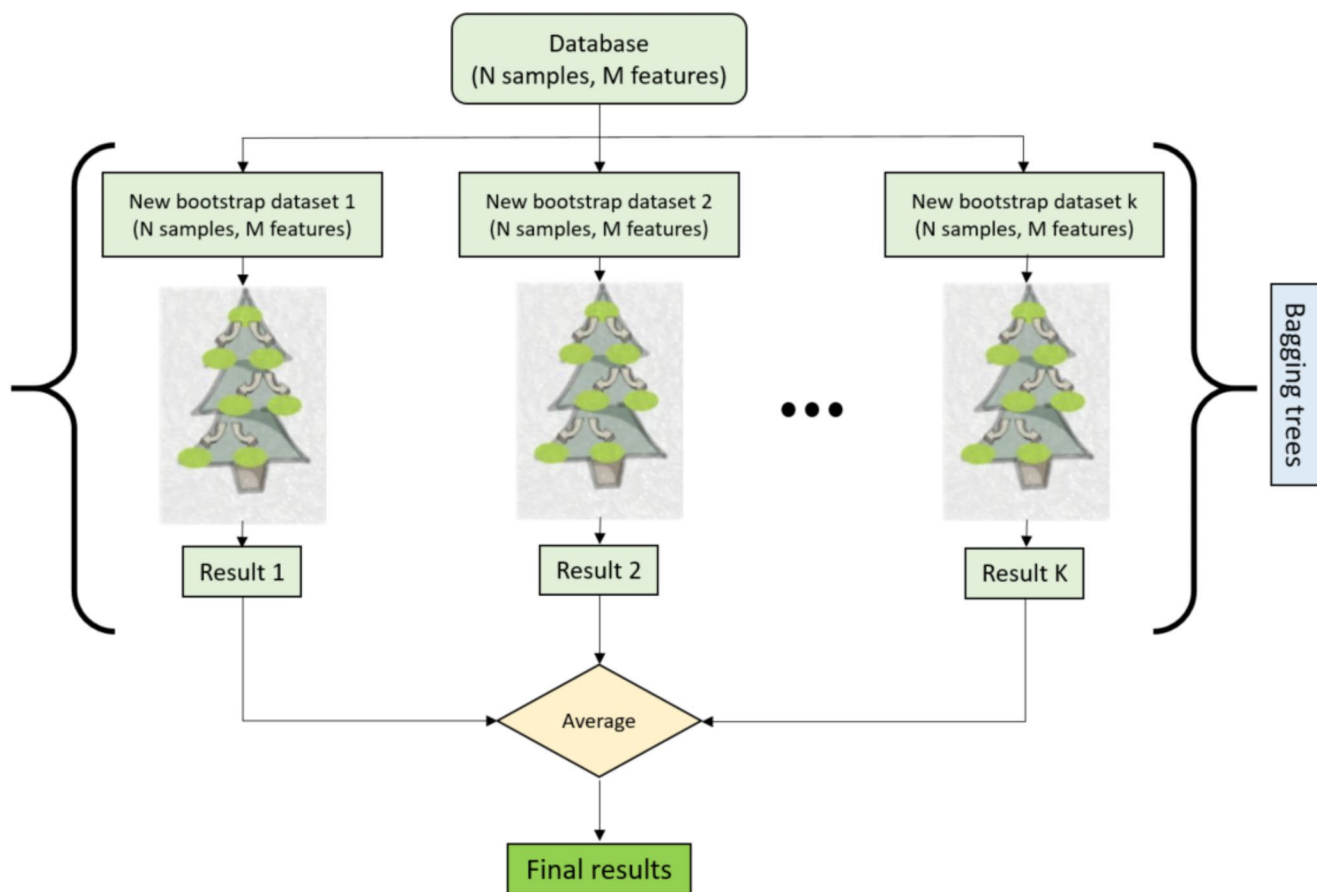 Database
(N samples, M features)
New bootstrap dataset 1
(N samples, M features)
New bootstrap dataset 2
(N samples, M features)
New bootstrap dataset k
(N samples, M features)
Bagging trees
Result 1
Result 2
Result K
Average
Final results